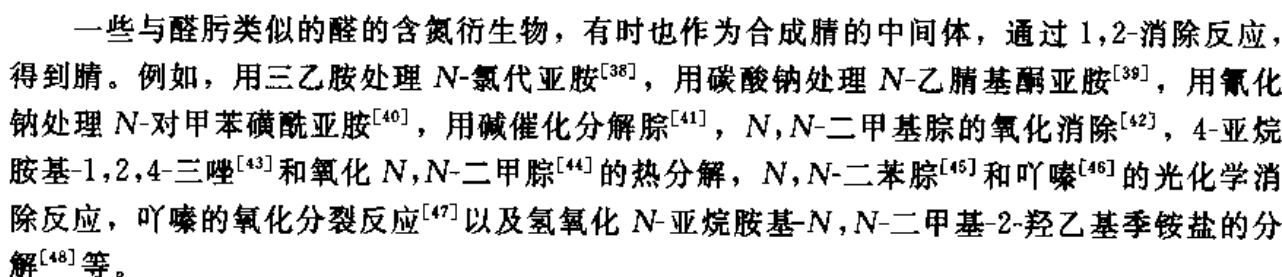 一些与醛肟类似的醛的含氮衍生物，有时也作为合成腈的中间体，通过 1,2-消除反应，
得到腈。例如，用三乙胺处理 N-氯代亚胺[38]，用碳酸钠处理 N-乙腈基酮亚胺[39]，用氰化
钠处理 N-对甲苯磺酰亚胺[40]，用碱催化分解腙[41]，N,N-二甲基腙的氧化消除[42]，4-亚烷
胺基-1,2,4-三唑[43]和氧化 N,N-二甲腙[44]的热分解，N,N-二苯腙[45]和吖嗪[46]的光化学消
除反应，吖嗪的氧化分裂反应[47]以及氢氧化 N-亚烷胺基-N,N-二甲基-2-羟乙基季铵盐的分
解[48]等。